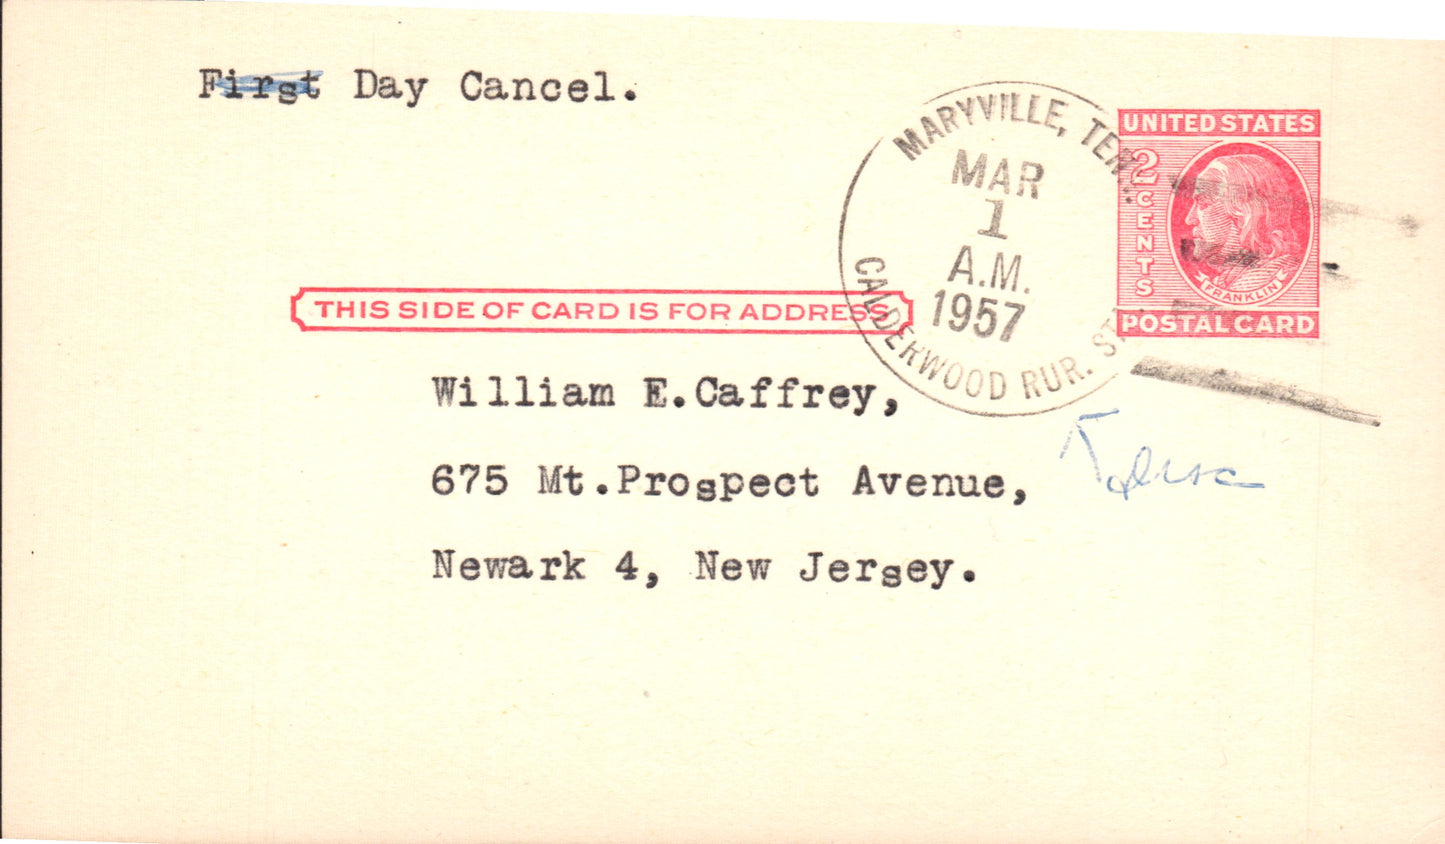 First Day Cancel.
MARYVILLE, TENN.
MAR
1
A.M.
1957
CALDERWOOD RUR. STA.
UNITED STATES
2 CENTS
FRANKLIN
POSTAL CARD
THIS SIDE OF CARD IS FOR ADDRESS
William E.Caffrey,
675 Mt.Prospect Avenue,
Newark 4, New Jersey.